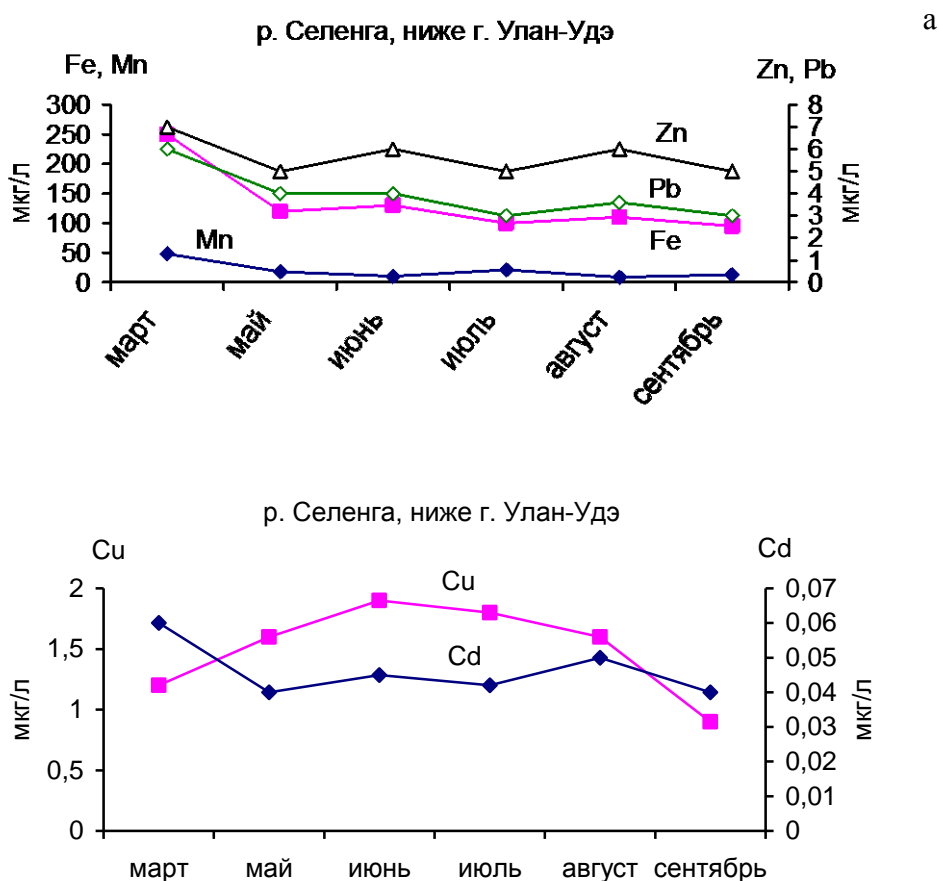 а
р. Селенга, ниже г. Улан-Удэ
Fe, Mn
Zn, Pb
мкг/л
300
250
200
150
100
50
0
Zn
Pb
Fe
Mn
8
7
6
5
4
3
2
1
0
мкг/л
март май июнь июль август сентябрь
р. Селенга, ниже г. Улан-Удэ
Cu
Cd
мкг/л
2
1,5
1
0,5
0
Cu
Cd
0,07
0,06
0,05
0,04
0,03
0,02
0,01
0
мкг/л
март май июнь июль август сентябрь